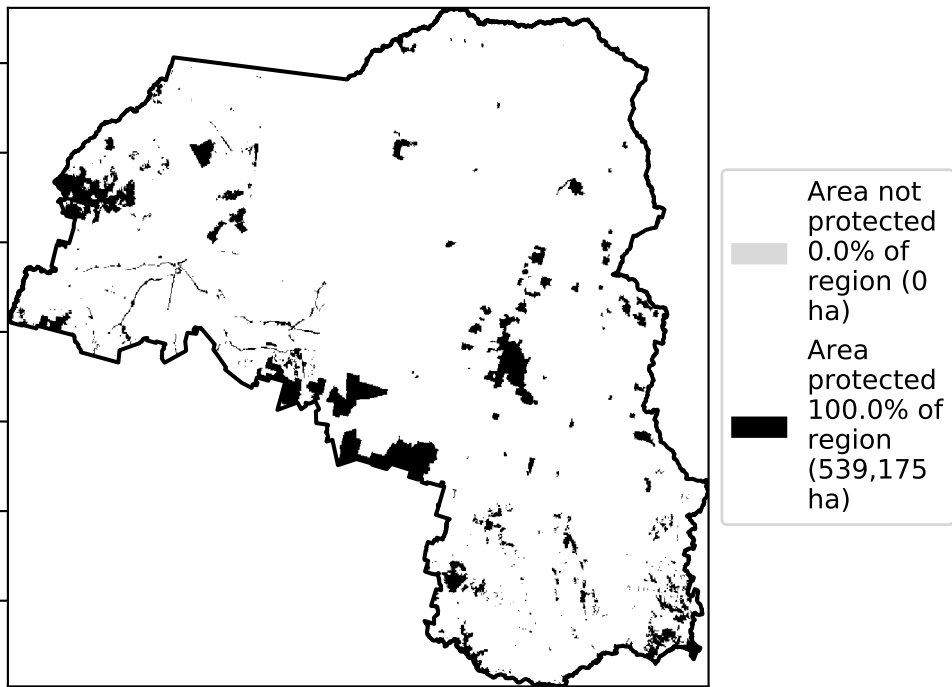 Area not
protected
0.0% of
region (0
ha)
Area
protected
100.0% of
region
(539,175
ha)